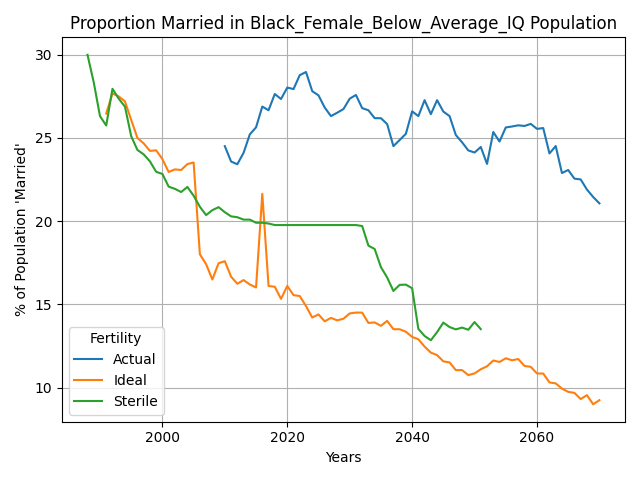 Proportion Married in Black_Female_Below_Average_IQ Population
% of Population 'Married'
30
25
20
15
10
Fertility
Actual
Ideal
Sterile
2000
2020
2040
2060
Years